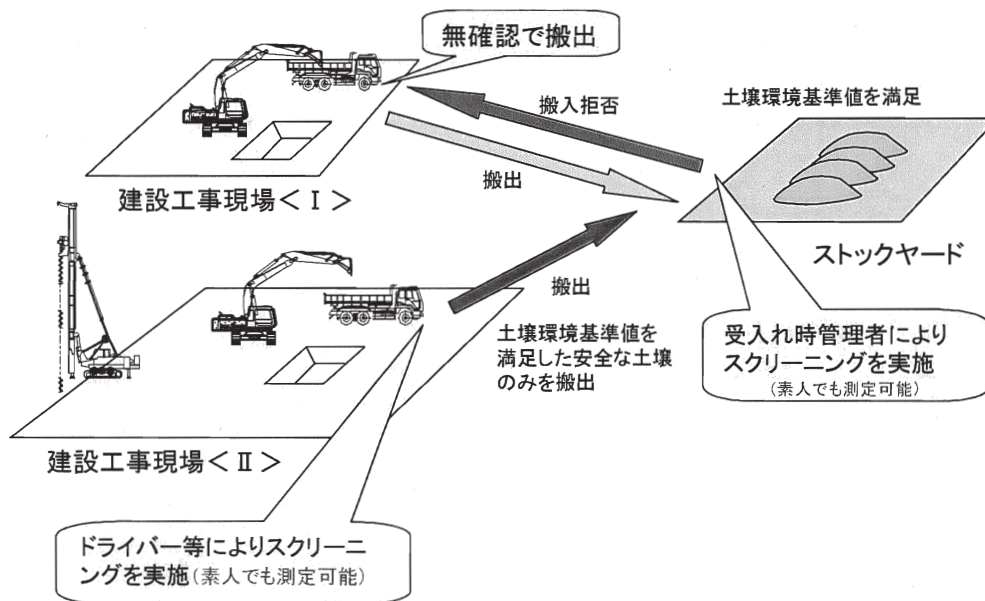 無確認で搬出
搬入拒否
土壌環境基準値を満足
搬出
建設工事現場＜Ⅰ＞
ストックヤード
搬出
土壌環境基準値を
満足した安全な土壌
のみを搬出
受入れ時管理者により
スクリーニングを実施
(素人でも測定可能)
建設工事現場＜Ⅱ＞
ドライバー等によりスクリーニ
ングを実施(素人でも測定可能)